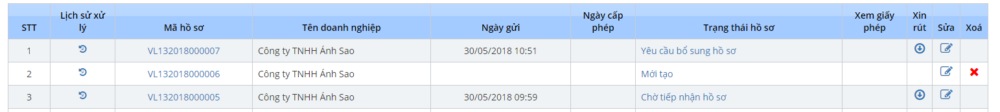 STT Lịch sử xử lý Mã hồ sơ Tên doanh nghiệp Ngày gửi Ngày cấp phép Trạng thái hồ sơ Xem giấy phép Xin rút Sửa Xoá
1 VL132018000007 Công ty TNHH Ánh Sao 30/05/2018 10:51 Yêu cầu bổ sung hồ sơ
2 VL132018000006 Công ty TNHH Ánh Sao Mới tạo
3 VL132018000005 Công ty TNHH Ánh Sao 30/05/2018 09:59 Chờ tiếp nhận hồ sơ